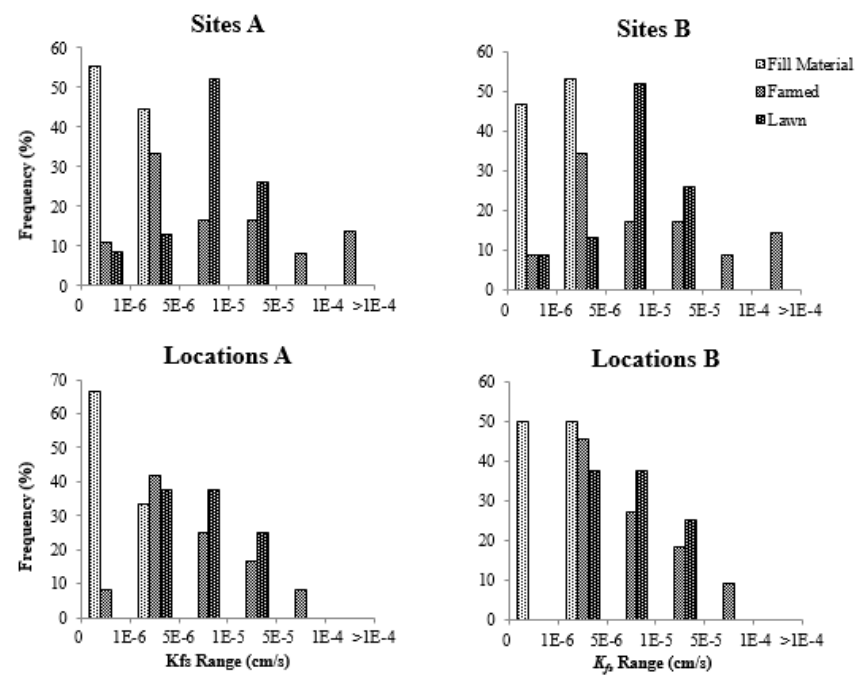 Sites A
60
50
40
30
20
10
0
Frequency (%)
0 1E-6 5E-6 1E-5 5E-5 1E-4 >1E-4
Sites B
60
50
40
30
20
10
0
0 1E-6 5E-6 1E-5 5E-5 1E-4 >1E-4
Fill Material
Farmed
Lawn
Locations A
70
60
50
40
30
20
10
0
Frequency (%)
0 1E-6 5E-6 1E-5 5E-5 1E-4 >1E-4
Kfs Range (cm/s)
Locations B
60
50
40
30
20
10
0
0 1E-6 5E-6 1E-5 5E-5 1E-4 >1E-4
Kfs Range (cm/s)